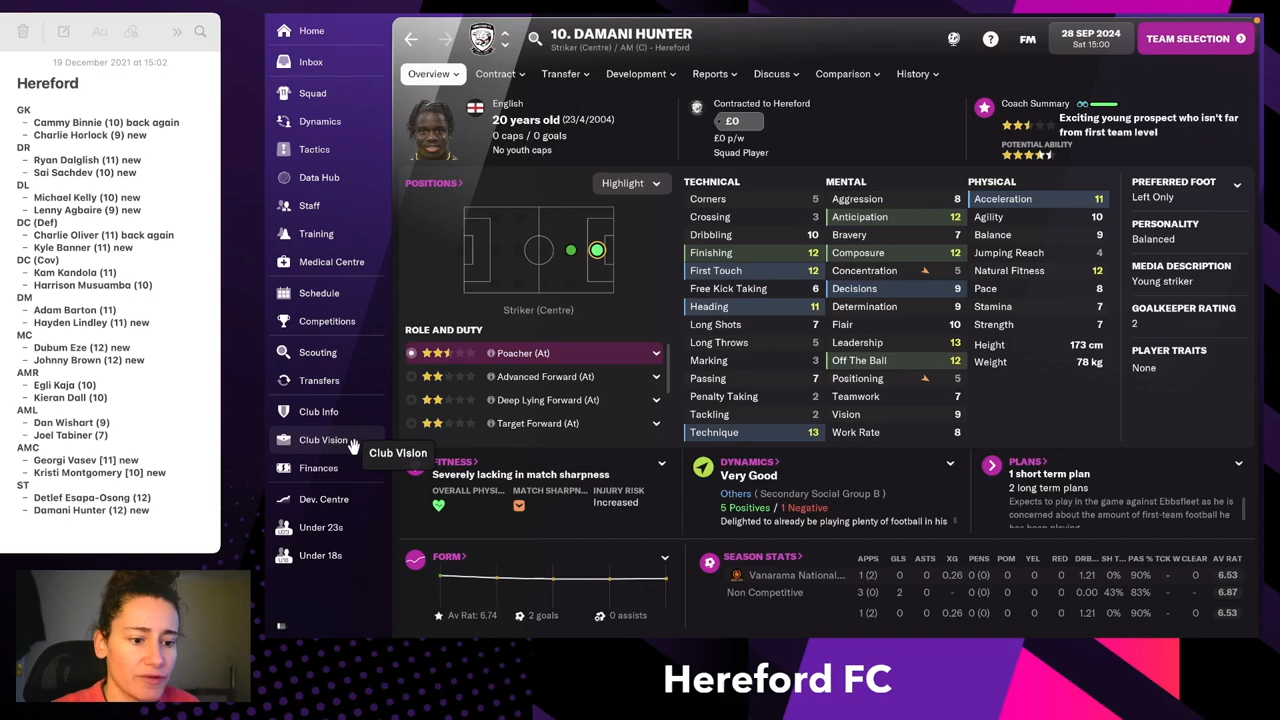 19 December 2021 at 15:02
Hereford
GK
- Cammy Binnie (10) back again
- Charlie Horlock (9) new
DR
- Ryan Dalglish (11) new
- Sai Sachdev (10) new
DL
- Michael Kelly (10) new
- Lenny Agbaire (9) new
DC (Def)
- Charlie Oliver (11) back again
- Kyle Banner (11) new
DC (Cov)
- Kam Kandola (11)
- Harrison Musuamba (10)
DM
- Adam Barton (11)
- Hayden Lindley (11) new
MC
- Dubum Eze (12) new
- Johnny Brown (12) new
AMR
- Egli Kaja (10)
- Kieran Dall (10)
AML
- Dan Wishart (9)
- Joel Tabiner (7)
AMC
- Georgi Vasev [11] new
- Kristi Montgomery [10] new
ST
- Detlef Esapa-Osong (12)
- Damani Hunter (12) new
Home
Inbox
Squad
Dynamics
Tactics
Data Hub
Staff
Training
Medical Centre
Schedule
Competitions
Scouting
Transfers
Club Info
Club Vision
Club Vision
Finances
Dev. Centre
Under 23s
Under 18s
10. DAMANI HUNTER
Striker (Centre) / AM (C) - Hereford
FM
28 SEP 2024
Sat 15:00
TEAM SELECTION
Overview Contract Transfer Development Reports Discuss Comparison History
English
20 years old (23/4/2004)
0 caps / 0 goals
No youth caps
Contracted to Hereford
£0
£0 p/w
Squad Player
Coach Summary
Exciting young prospect who isn't far from first team level
POTENTIAL ABILITY
POSITIONS
Highlight
Striker (Centre)
ROLE AND DUTY
Poacher (At)
Advanced Forward (At)
Deep Lying Forward (At)
Target Forward (At)
TECHNICAL
Corners 5
Crossing 3
Dribbling 10
Finishing 12
First Touch 12
Free Kick Taking 6
Heading 11
Long Shots 7
Long Throws 5
Marking 3
Passing 7
Penalty Taking 2
Tackling 2
Technique 13
MENTAL
Aggression 8
Anticipation 12
Bravery 7
Composure 12
Concentration 5
Decisions 9
Determination 9
Flair 10
Leadership 13
Off The Ball 12
Positioning 5
Teamwork 7
Vision 9
Work Rate 8
PHYSICAL
Acceleration 11
Agility 10
Balance 9
Jumping Reach 4
Natural Fitness 12
Pace 8
Stamina 7
Strength 7
Height 173 cm
Weight 78 kg
PREFERRED FOOT
Left Only
PERSONALITY
Balanced
MEDIA DESCRIPTION
Young striker
GOALKEEPER RATING
2
PLAYER TRAITS
None
FITNESS
Severely lacking in match sharpness
OVERALL PHYSI... MATCH SHARPN... INJURY RISK
Increased
DYNAMICS
Very Good
Others ( Secondary Social Group B )
5 Positives / 1 Negative
Delighted to already be playing plenty of football in his
PLANS
1 short term plan
2 long term plans
Expects to play in the game against Ebbsfleet as he is
concerned about the amount of first-team football he
has been playing
FORM
Av Rat: 6.74 2 goals 0 assists
SEASON STATS
APPS GLS ASTS XG PENS POM YEL RED DRB... SH T... PAS % TCK W CLEAR AV RAT
Vanarama National... 1 (2) 0 0 0.26 0 (0) 0 0 0 1.21 0% 90% - 0 6.53
Non Competitive 3 (0) 2 0 - 0 (0) 0 0 0 0.00 43% 83% - 0 6.87
1 (2) 0 0 0.26 0 (0) 0 0 0 1.21 0% 90% - 0 6.53
Hereford FC